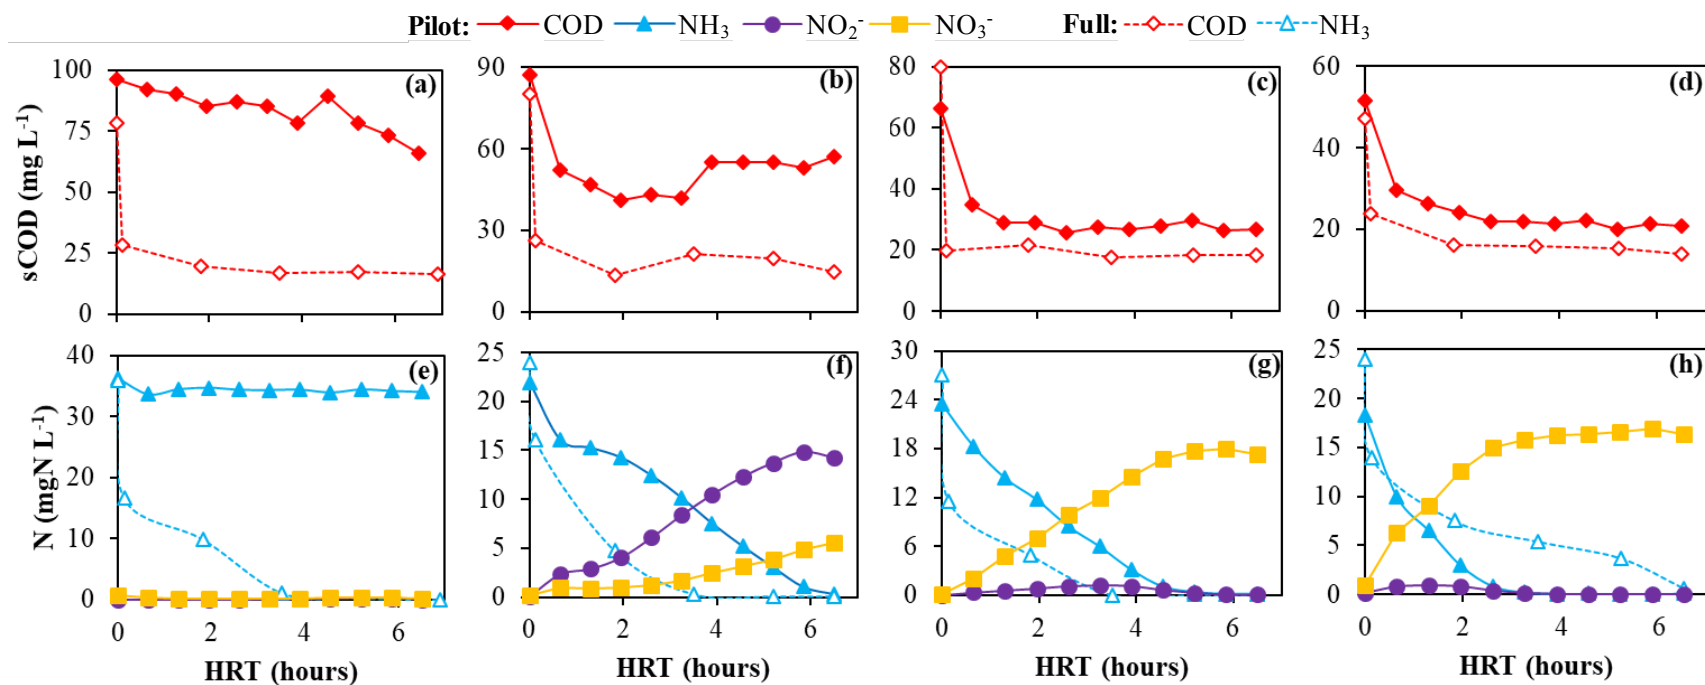 Pilot: COD NH₃ NO₂⁻ NO₃⁻ Full: COD NH₃
sCOD (mg L⁻¹)
100
75
50
25
0
(a)
90
60
30
0
(b)
80
60
40
20
0
(c)
60
40
20
0
(d)
N (mgN L⁻¹)
40
30
20
10
0
(e)
0 2 4 6
HRT (hours)
25
20
15
10
5
0
(f)
0 2 4 6
HRT (hours)
30
24
18
12
6
0
(g)
0 2 4 6
HRT (hours)
25
20
15
10
5
0
(h)
0 2 4 6
HRT (hours)